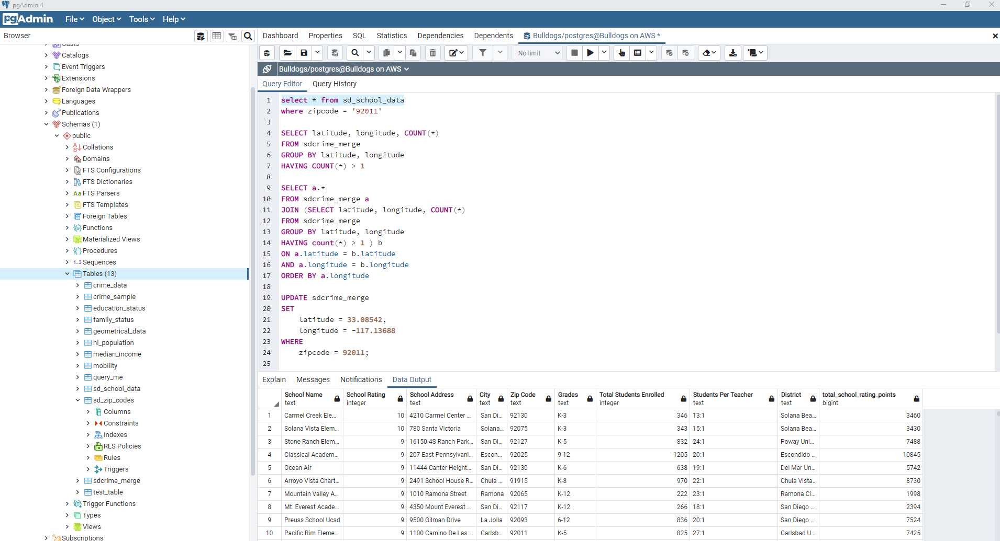 pgAdmin 4
pgAdmin File Object Tools Help
Browser
Dashboard Properties SQL Statistics Dependencies Dependents Bulldogs/postgres@Bulldogs on AWS *
No limit
Bulldogs/postgres@Bulldogs on AWS
Query Editor Query History
Casts
Catalogs
Event Triggers
Extensions
Foreign Data Wrappers
Languages
Publications
Schemas (1)
public
Collations
Domains
FTS Configurations
FTS Dictionaries
Aa FTS Parsers
FTS Templates
Foreign Tables
Functions
Materialized Views
Procedures
1..3 Sequences
Tables (13)
crime_data
crime_sample
education_status
family_status
geometrical_data
hl_population
median_income
mobility
query_me
sd_school_data
sd_zip_codes
Columns
Constraints
Indexes
RLS Policies
Rules
Triggers
sdcrime_merge
test_table
Trigger Functions
Types
Views
Subscriptions
1 select * from sd_school_data
2 where zipcode = '92011'
3
4 SELECT latitude, longitude, COUNT(*)
5 FROM sdcrime_merge
6 GROUP BY latitude, longitude
7 HAVING COUNT(*) > 1
8
9 SELECT a.*
10 FROM sdcrime_merge a
11 JOIN (SELECT latitude, longitude, COUNT(*)
12 FROM sdcrime_merge
13 GROUP BY latitude, longitude
14 HAVING count(*) > 1 ) b
15 ON a.latitude = b.latitude
16 AND a.longitude = b.longitude
17 ORDER BY a.longitude
18
19 UPDATE sdcrime_merge
20 SET
21 latitude = 33.08542,
22 longitude = -117.13688
23 WHERE
24 zipcode = 92011;
25
Explain Messages Notifications Data Output
School Name School Rating School Address City Zip Code Grades Total Students Enrolled Students Per Teacher District total_school_rating_points
text integer text text text text integer text text bigint
1 Carmel Creek Ele... 10 4210 Carmel Center ... San Di... 92130 K-3 346 13:1 Solana Bea... 3460
2 Solana Vista Elem... 10 780 Santa Victoria Solana... 92075 K-3 343 15:1 Solana Bea... 3430
3 Stone Ranch Elem... 9 16150 4S Ranch Park... San Di... 92127 K-5 832 24:1 Poway Uni... 7488
4 Classical Academ... 9 207 East Pennsylvani... Escon... 92025 9-12 1205 20:1 Escondido ... 10845
5 Ocean Air 9 11444 Canter Height... San Di... 92130 K-6 638 19:1 Del Mar Un... 5742
6 Arroyo Vista Chart... 9 2491 School House R... Chula ... 91915 K-8 970 22:1 Chula Vista... 8730
7 Mountain Valley A... 9 1010 Ramona Street Ramona 92065 K-12 222 23:1 Ramona Ci... 1998
8 Mt. Everest Acade... 9 4350 Mount Everest ... San Di... 92117 K-12 266 18:1 San Diego ... 2394
9 Preuss School Ucsd 9 9500 Gilman Drive La Jolla 92093 6-12 836 20:1 San Diego ... 7524
10 Pacific Rim Eleme... 9 1100 Camino De Las ... Carlsb... 92011 K-5 825 27:1 Carlsbad U... 7425